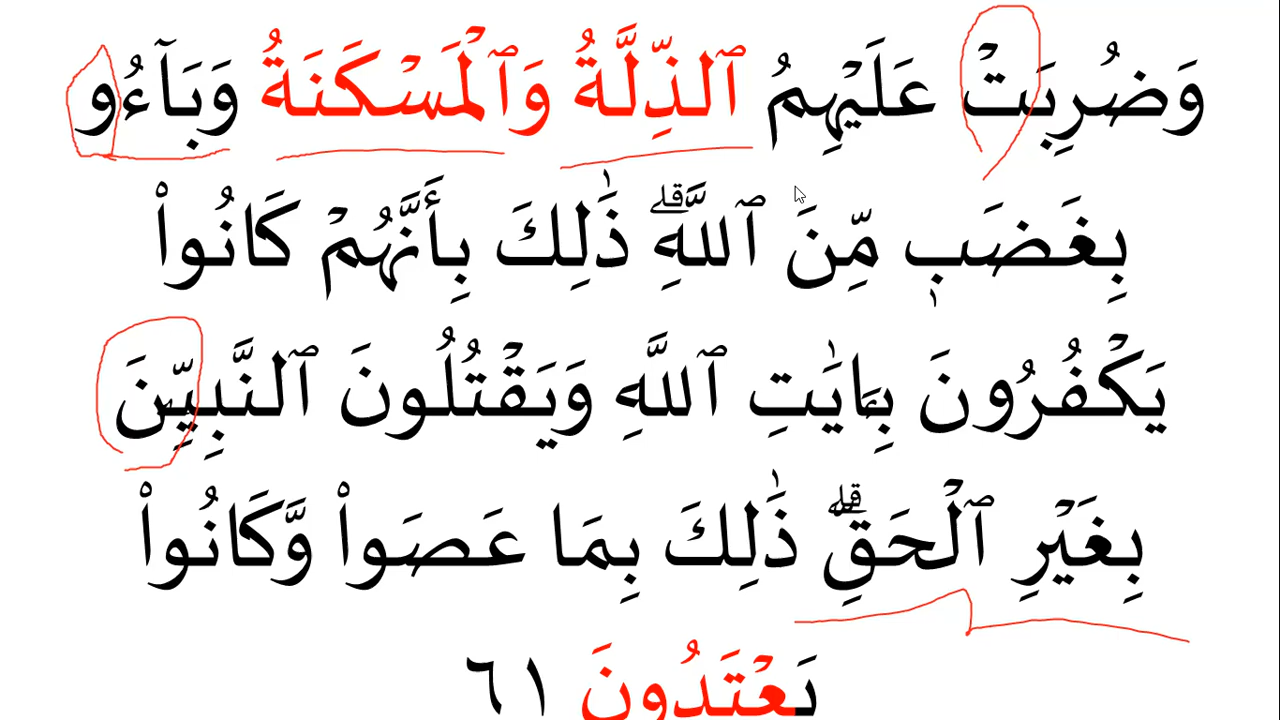 وَضُرِبَتْ عَلَيْهِمُ ٱلذِّلَّةُ وَٱلْمَسْكَنَةُ وَبَآءُو
بِغَضَبٍ مِّنَ ٱللَّهِۗ ذَٰلِكَ بِأَنَّهُمْ كَانُوا۟
يَكْفُرُونَ بِـَٔايَٰتِ ٱللَّهِ وَيَقْتُلُونَ ٱلنَّبِيِّـۧنَ
بِغَيْرِ ٱلْحَقِّۗ ذَٰلِكَ بِمَا عَصَوا۟ وَّكَانُوا۟
يَعْتَدُونَ ٦١